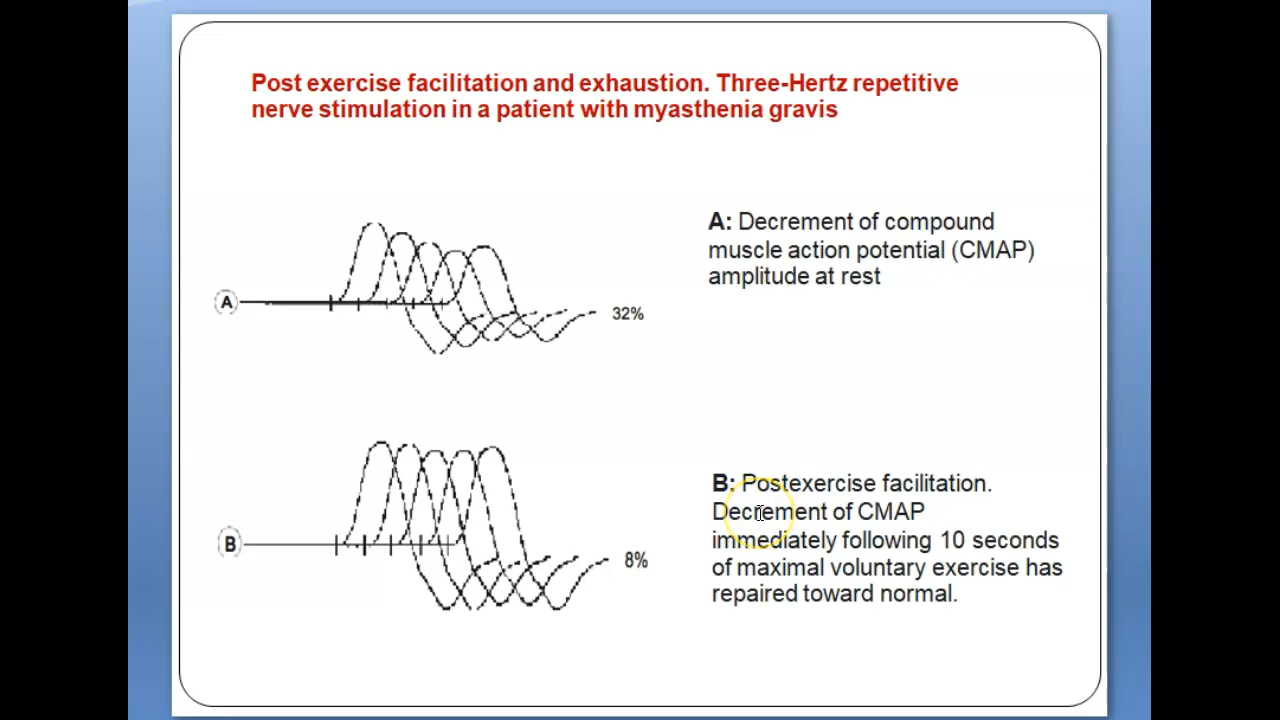 Post exercise facilitation and exhaustion. Three-Hertz repetitive
nerve stimulation in a patient with myasthenia gravis
A: Decrement of compound
muscle action potential (CMAP)
amplitude at rest
A
32%
B: Postexercise facilitation.
Decrement of CMAP
immediately following 10 seconds
of maximal voluntary exercise has
repaired toward normal.
B
8%